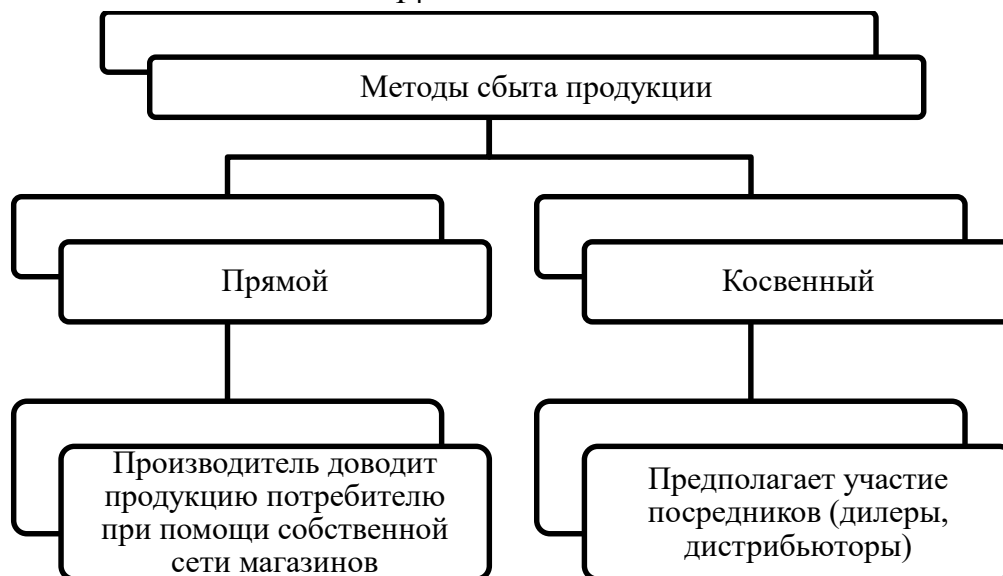 Методы сбыта продукции
Прямой
Косвенный
Производитель доводит
продукцию потребителю
при помощи собственной
сети магазинов
Предполагает участие
посредников (дилеры,
дистрибьюторы)